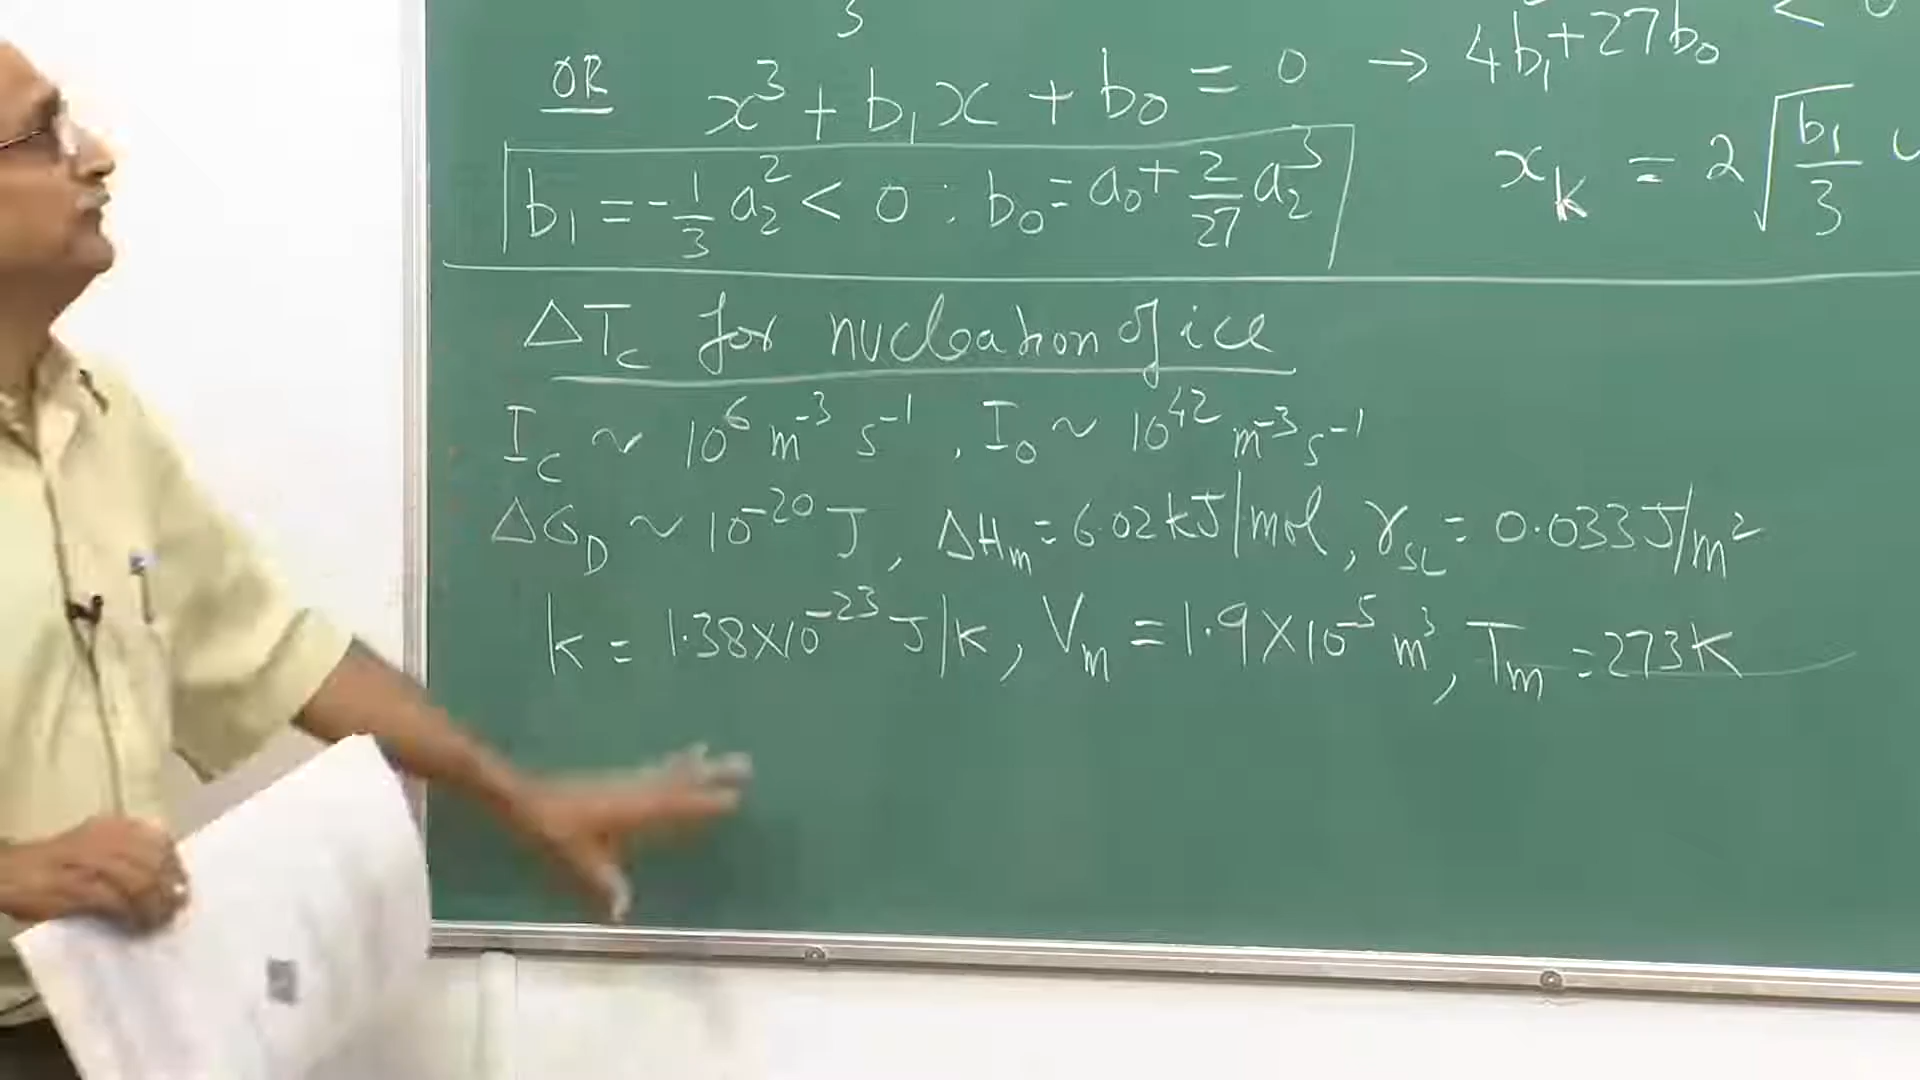 3
OR x³ + b₁x + b₀ = 0 → 4b₁ + 27b₀ < 0
b₁ = -1/3 a₂² < 0 : b₀ = a₀ + 2/27 a₂³
x_k = 2 √(b₁/3)
ΔT_c for nucleation of ice
I_c ~ 10⁶ m⁻³ s⁻¹, I₀ ~ 10⁴² m⁻³ s⁻¹
ΔG_D ~ 10⁻²⁰ J, ΔH_m = 6.02 kJ/mol, γ_SL = 0.033 J/m²
k = 1.38×10⁻²³ J/K, V_m = 1.9×10⁻⁵ m³, T_m = 273K